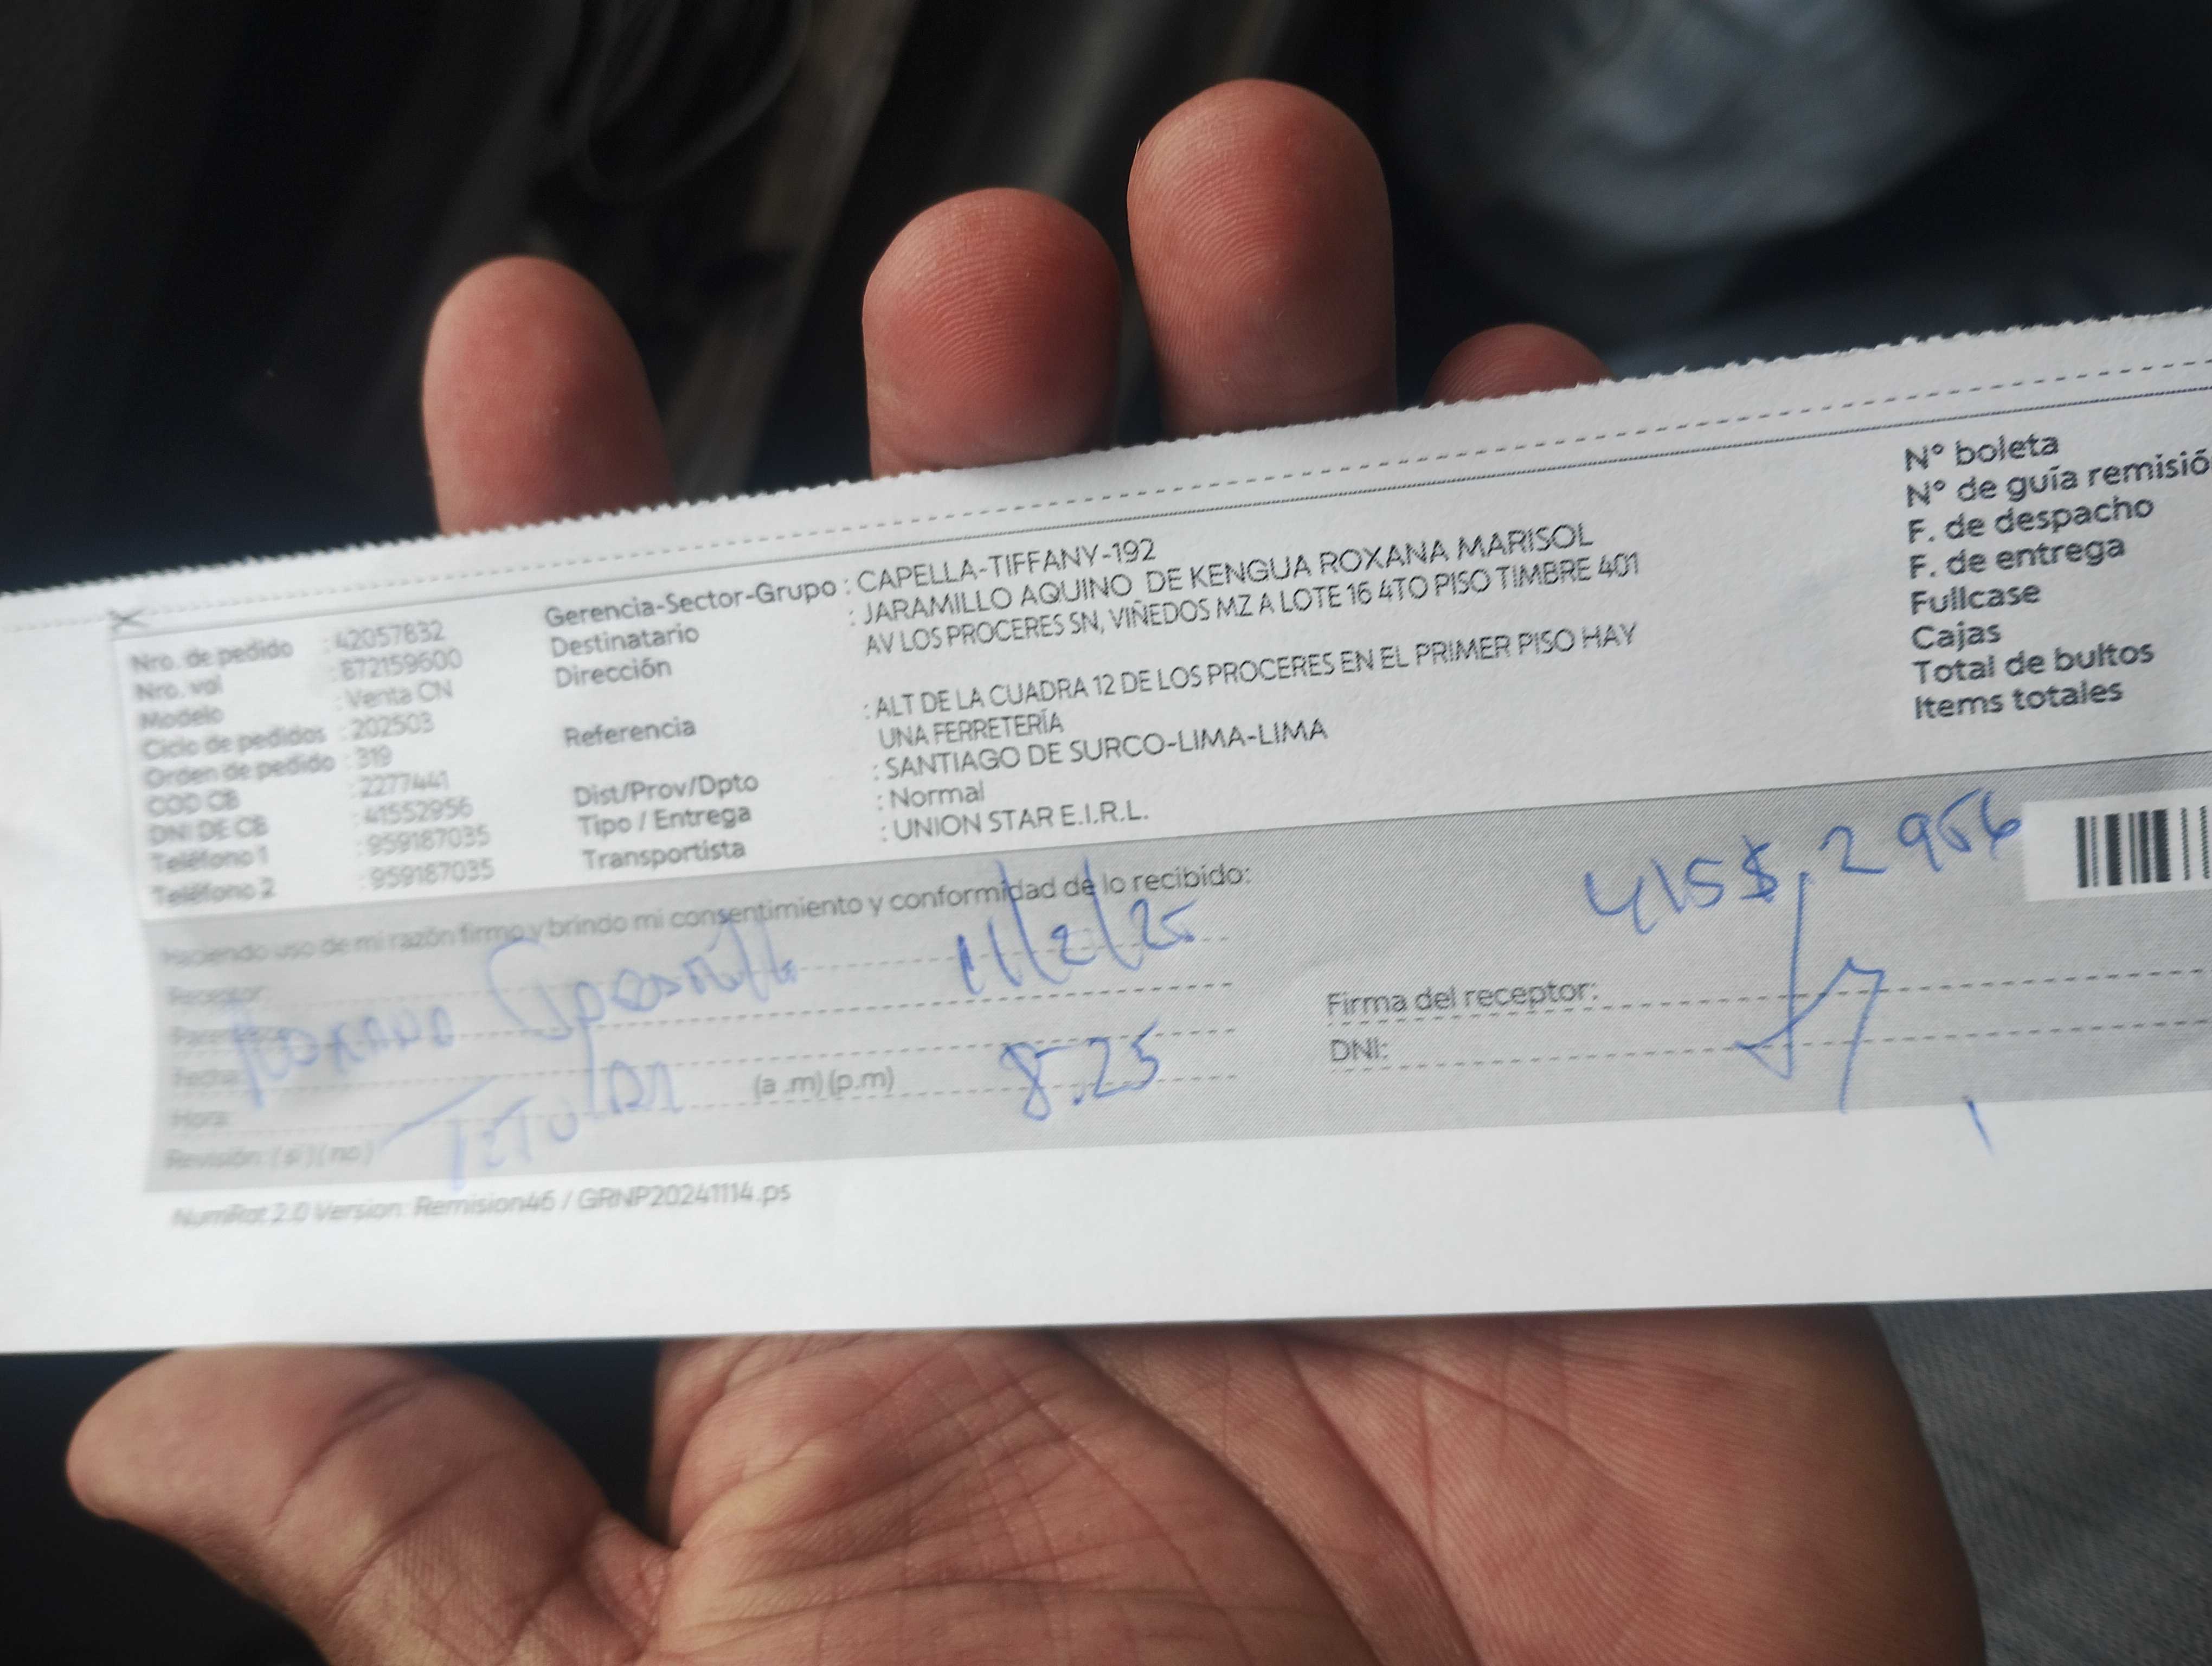 Nro. de pedido : 42057832
Nro. vol : 872159600
Modelo : Venta CN
Ciclo de pedidos : 202503
Orden de pedido : 319
COD CB : 2277441
DNI DE CB : 41552956
Teléfono 1 : 959187035
Teléfono 2 : 959187035
Gerencia-Sector-Grupo : CAPELLA-TIFFANY-192
Destinatario : JARAMILLO AQUINO DE KENGUA ROXANA MARISOL
Dirección AV LOS PROCERES SN, VIÑEDOS MZ A LOTE 16 4TO PISO TIMBRE 401
Referencia : ALT DE LA CUADRA 12 DE LOS PROCERES EN EL PRIMER PISO HAY
UNA FERRETERÍA
Dist/Prov/Dpto : SANTIAGO DE SURCO-LIMA-LIMA
Tipo / Entrega : Normal
Transportista : UNION STAR E.I.R.L.
N° boleta
N° de guía remisió
F. de despacho
F. de entrega
Fullcase
Cajas
Total de bultos
Items totales
Haciendo uso de mi razón firmo y brindo mi consentimiento y conformidad de lo recibido:
Receptor: Roxana
11/2/25
Fecha:
Hora: (a .m) (p.m) 8:25
Revisión: ( si ) ( no ) Titular
2956
Firma del receptor:
DNI:
NumRot 2.0 Version: Remision46 / GRNP20241114.ps